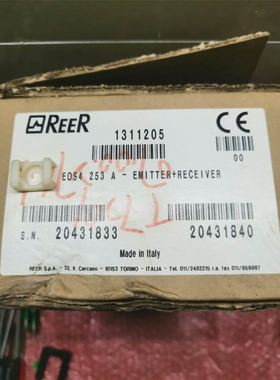 REER
1311205
CE
00
EOS4 253 A - EMITTER+RECEIVER
S.N. 20431833 20431840
Made in Italy
REER S.p.A. - 32, V. Carcano - 10153 TORINO - ITALIA - Tel. 011/2482215 r.a. fax 011/859867